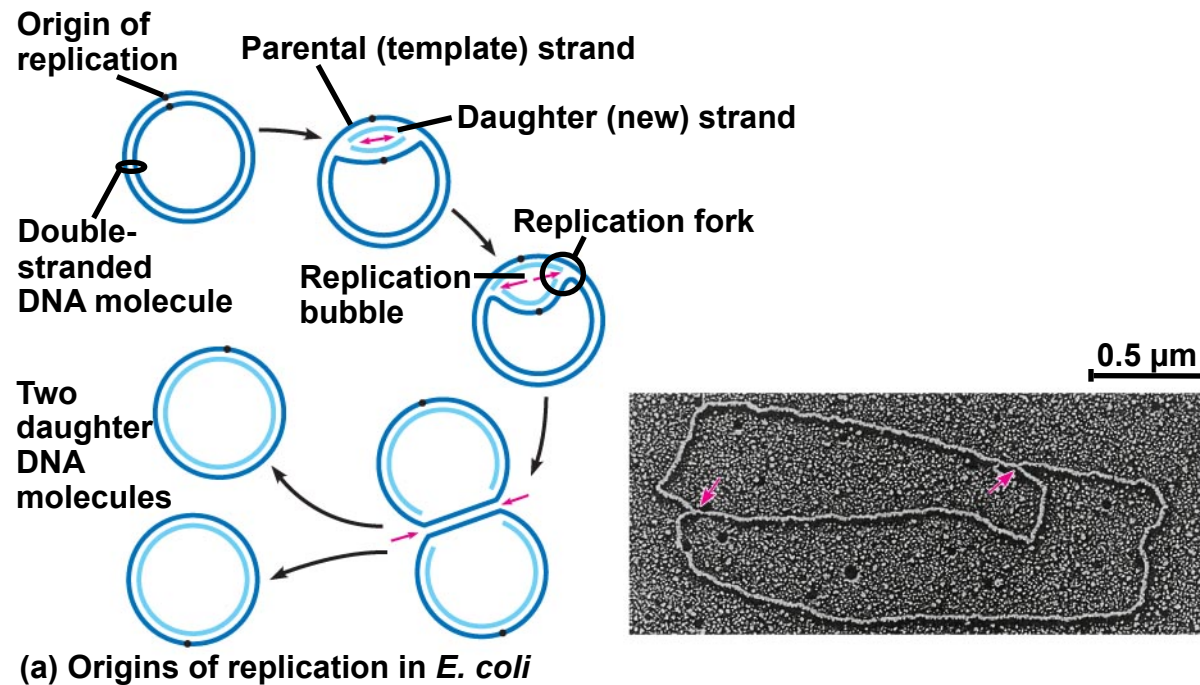 Origin of
replication
Parental (template) strand
Daughter (new) strand
Double-
stranded
DNA molecule
Replication fork
Replication
bubble
0.5 µm
Two
daughter
DNA
molecules
(a) Origins of replication in E. coli